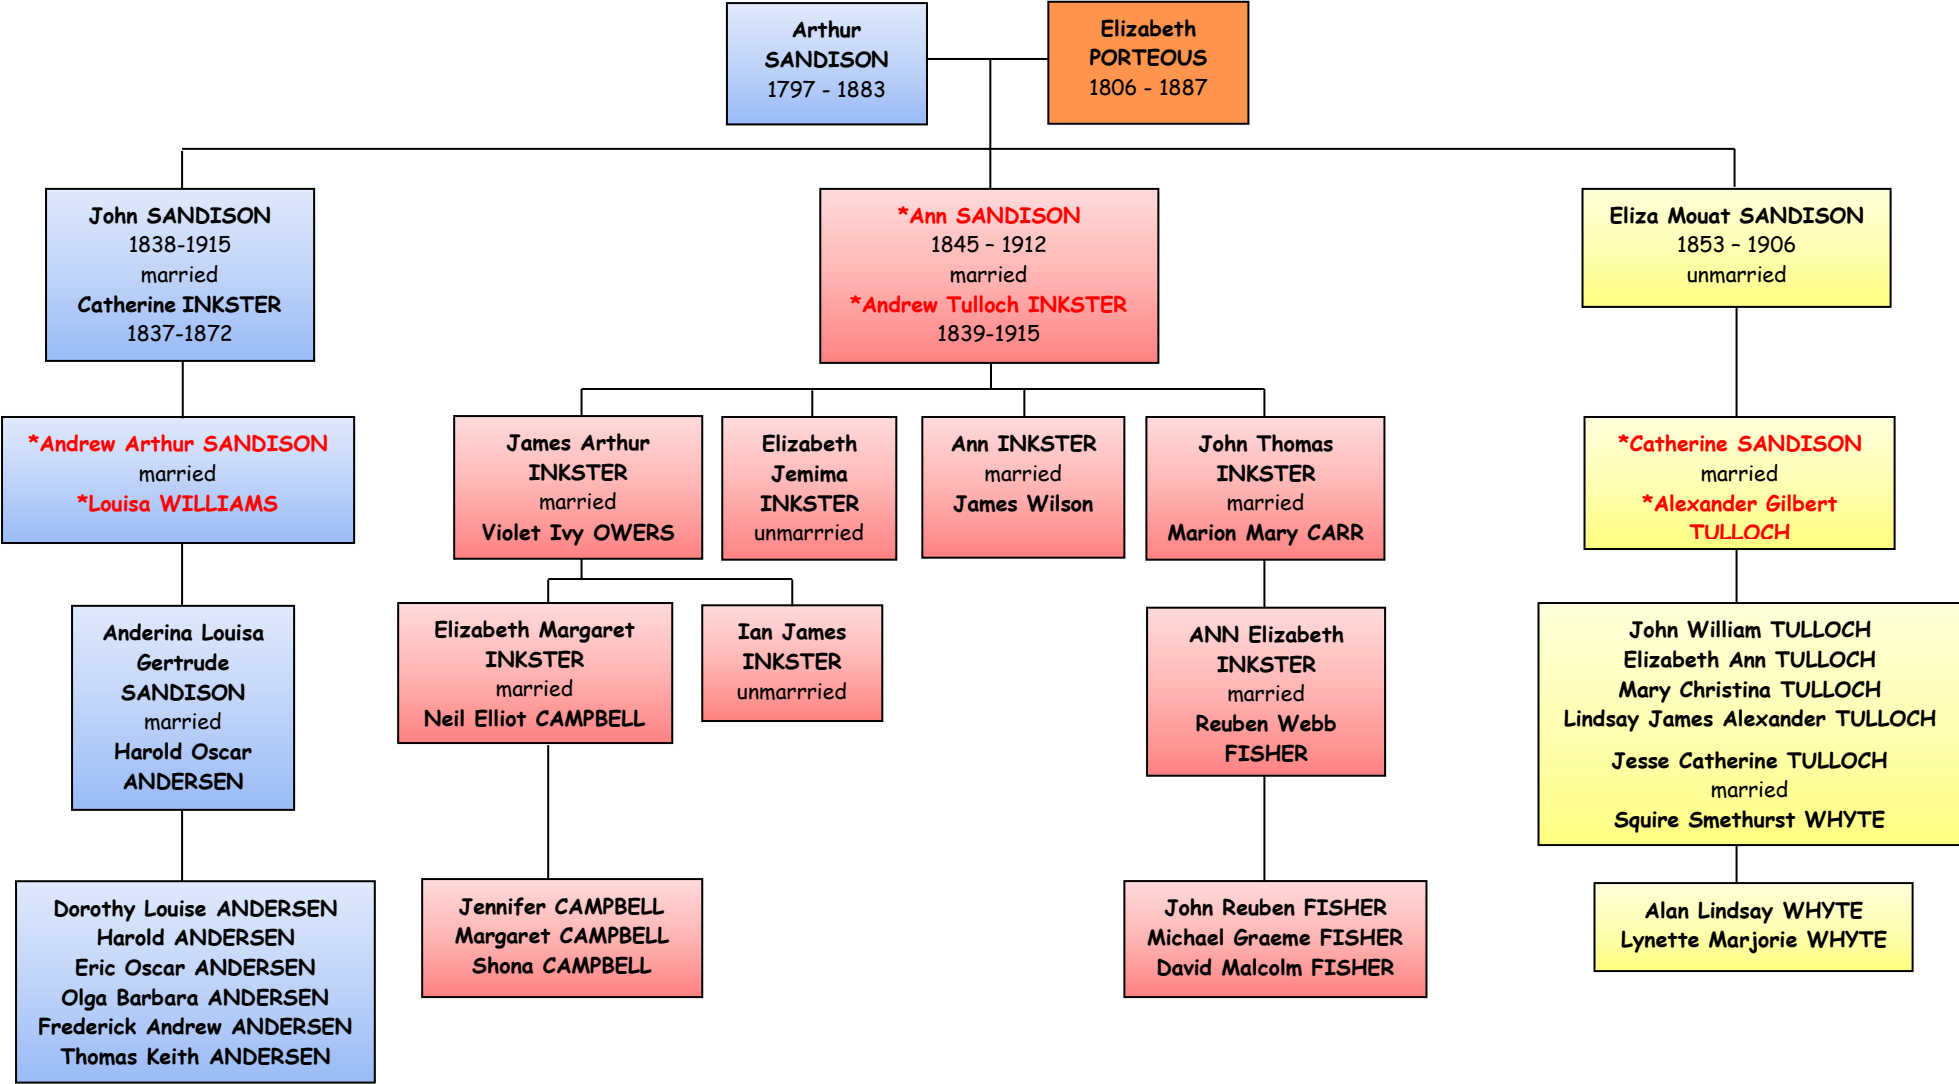 Arthur
SANDISON
1797 - 1883
Elizabeth
PORTEOUS
1806 - 1887
John SANDISON
1838-1915
married
Catherine INKSTER
1837-1872
*Ann SANDISON
1845 – 1912
married
*Andrew Tulloch INKSTER
1839-1915
Eliza Mouat SANDISON
1853 – 1906
unmarried
*Andrew Arthur SANDISON
married
*Louisa WILLIAMS
James Arthur
INKSTER
married
Violet Ivy OWERS
Elizabeth
Jemima
INKSTER
unmarrried
Ann INKSTER
married
James Wilson
John Thomas
INKSTER
married
Marion Mary CARR
*Catherine SANDISON
married
*Alexander Gilbert
TULLOCH
Anderina Louisa
Gertrude
SANDISON
married
Harold Oscar
ANDERSEN
Elizabeth Margaret
INKSTER
married
Neil Elliot CAMPBELL
Ian James
INKSTER
unmarrried
ANN Elizabeth
INKSTER
married
Reuben Webb
FISHER
John William TULLOCH
Elizabeth Ann TULLOCH
Mary Christina TULLOCH
Lindsay James Alexander TULLOCH
Jesse Catherine TULLOCH
married
Squire Smethurst WHYTE
Dorothy Louise ANDERSEN
Harold ANDERSEN
Eric Oscar ANDERSEN
Olga Barbara ANDERSEN
Frederick Andrew ANDERSEN
Thomas Keith ANDERSEN
Jennifer CAMPBELL
Margaret CAMPBELL
Shona CAMPBELL
John Reuben FISHER
Michael Graeme FISHER
David Malcolm FISHER
Alan Lindsay WHYTE
Lynette Marjorie WHYTE